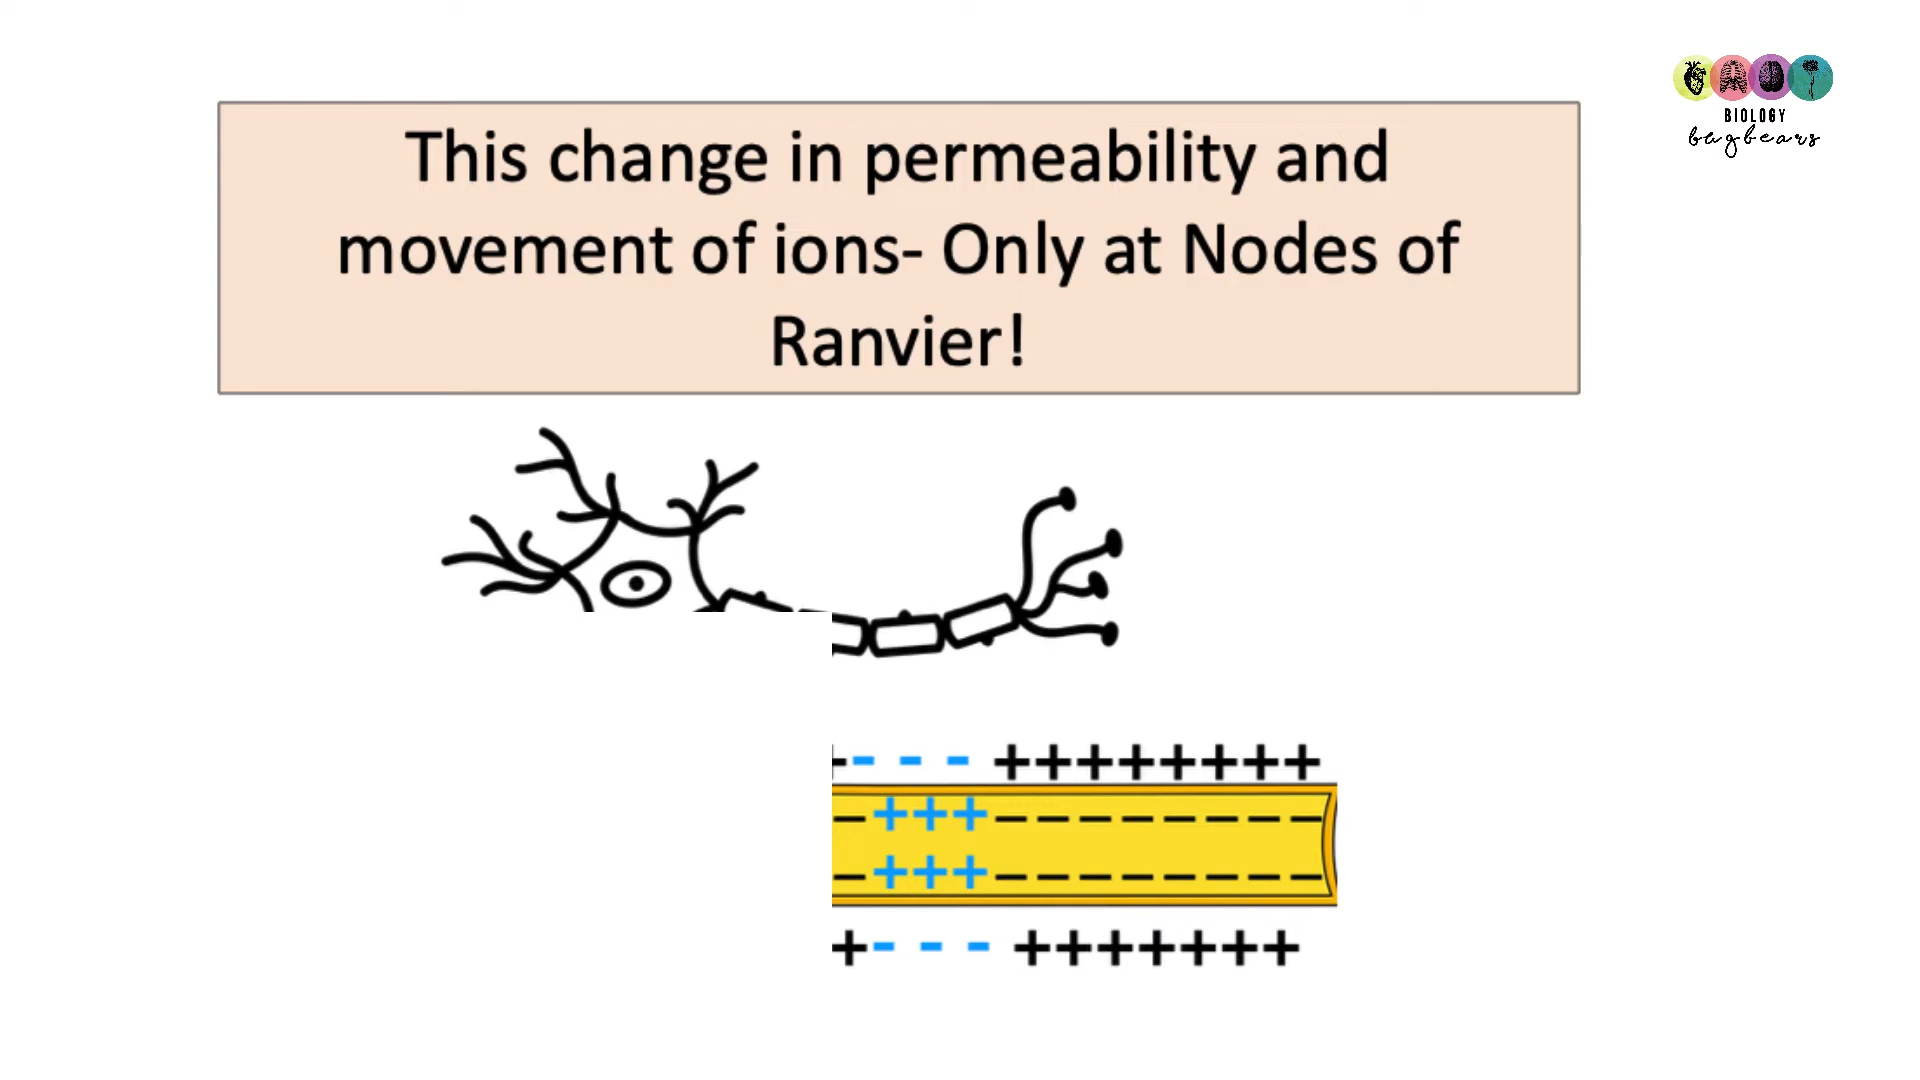 BIOLOGY
bugbears
This change in permeability and
movement of ions- Only at Nodes of
Ranvier!
+- - - ++++++++
—+++————————
—+++————————
+- - - +++++++